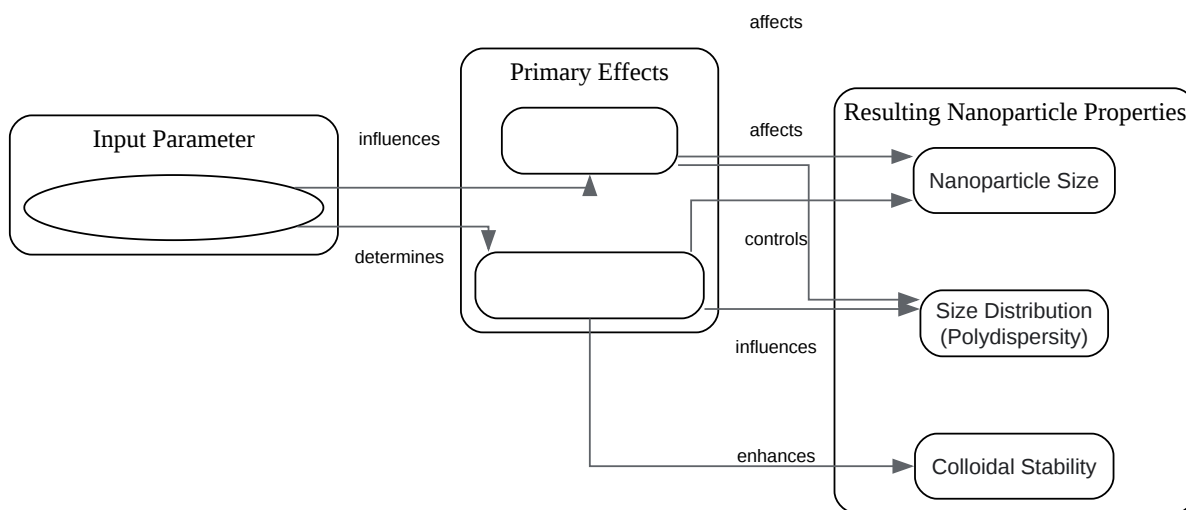 affects
Primary Effects
Resulting Nanoparticle Properties
Input Parameter
influences
affects
Nanoparticle Size
controls
determines
Size Distribution
(Polydispersity)
influences
enhances
Colloidal Stability